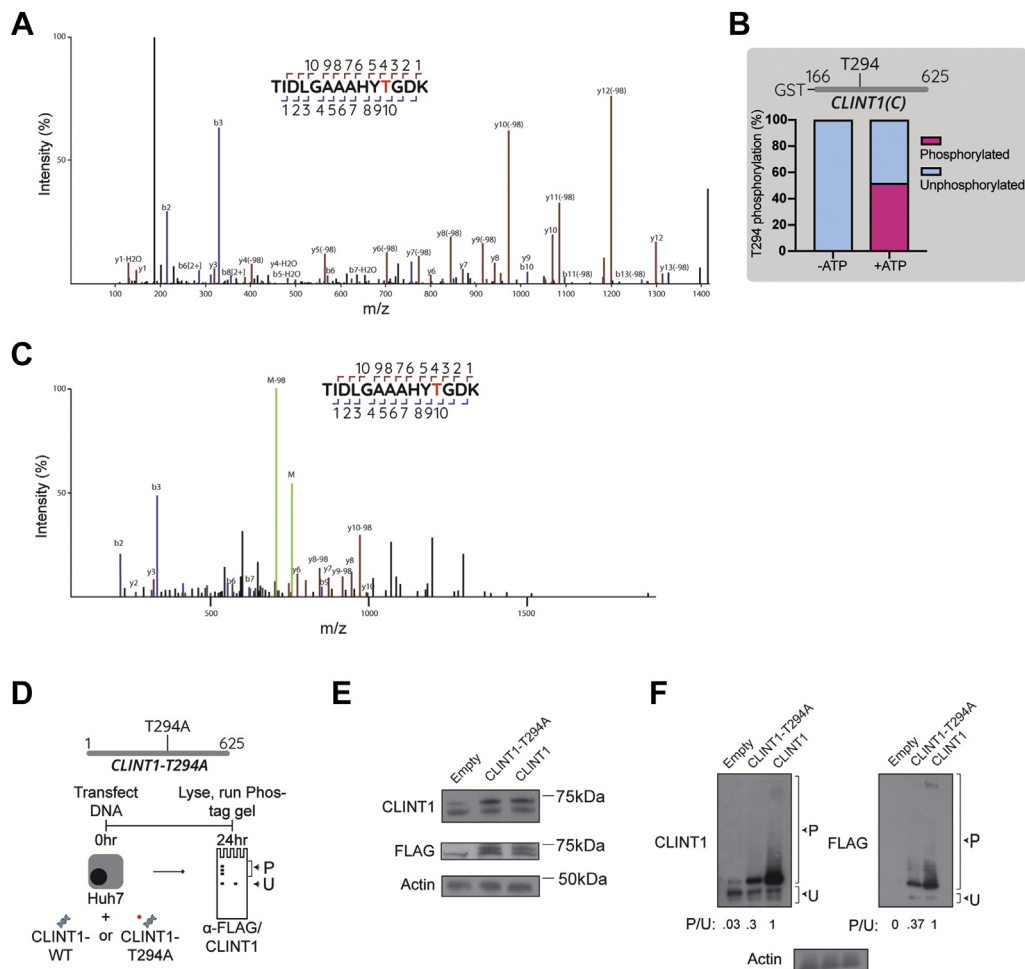 A
Intensity (%)
100
50
10 9 8 7 6 5 4 3 2 1
TIDLGAAAHYTGDK
1 2 3 4 5 6 7 8 9 10
y1-H2O
y1
b2
b3
b6[2+]
y3
b8[2+]
y4(-98)
y4-H2O
b5-H2O
y5(-98)
b6
b7-H2O
y6(-98)
y7(-98)
y6
y8(-98)
y7
y9(-98)
y8
y10(-98)
y9
b10
y10
y11(-98)
b11(-98)
y12(-98)
b13(-98)
y12
y13(-98)
100 200 300 400 500 600 700 800 900 1000 1100 1200 1300 1400
m/z
B
T294
GST 166 625
CLINT1(C)
T294 phosphorylation (%)
100
80
60
40
20
0
-ATP +ATP
Phosphorylated
Unphosphorylated
C
Intensity (%)
100
50
10 9 8 7 6 5 4 3 2 1
TIDLGAAAHYTGDK
1 2 3 4 5 6 7 8 9 10
M-98
M
b2
b3
y2
y3
b6
b7
y6
y8-98
y7
b9
y9-98
y8
y10-98
y10
500 1000 1500
m/z
D
T294A
1 625
CLINT1-T294A
Transfect DNA
Lyse, run Phos-tag gel
0hr 24hr
P
U
Huh7
+
CLINT1-WT or CLINT1-T294A
α-FLAG/
CLINT1
E
Empty
CLINT1-T294A
CLINT1
CLINT1 75kDa
FLAG 75kDa
Actin 50kDa
F
Empty
CLINT1-T294A
CLINT1
CLINT1
P
U
P/U: .03 .3 1
Empty
CLINT1-T294A
CLINT1
FLAG
P
U
P/U: 0 .37 1
Actin